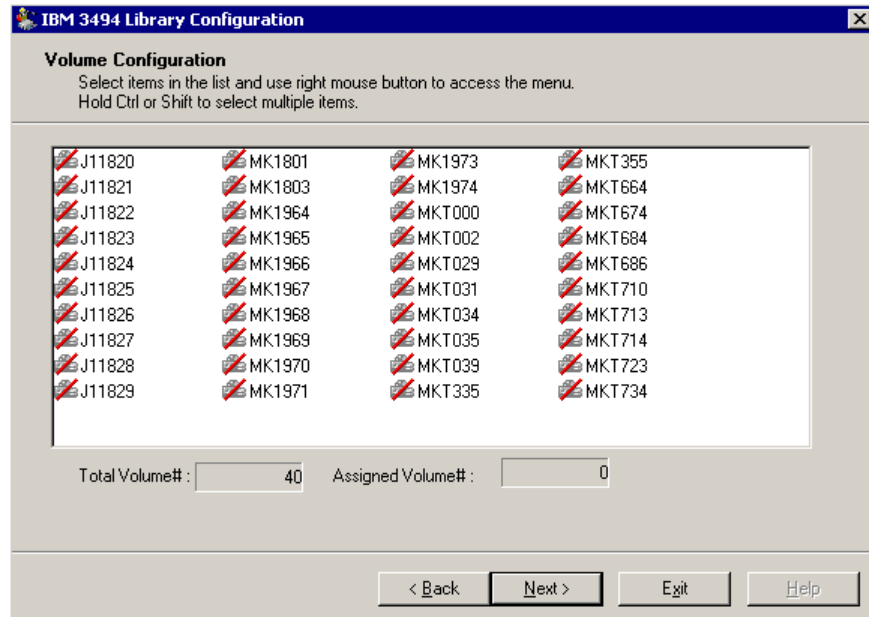 IBM 3494 Library Configuration
Volume Configuration
Select items in the list and use right mouse button to access the menu.
Hold Ctrl or Shift to select multiple items.
J11820 MK1801 MK1973 MKT355
J11821 MK1803 MK1974 MKT664
J11822 MK1964 MKT000 MKT674
J11823 MK1965 MKT002 MKT684
J11824 MK1966 MKT029 MKT686
J11825 MK1967 MKT031 MKT710
J11826 MK1968 MKT034 MKT713
J11827 MK1969 MKT035 MKT714
J11828 MK1970 MKT039 MKT723
J11829 MK1971 MKT335 MKT734
Total Volume# : 40 Assigned Volume# : 0
< Back Next > Exit Help